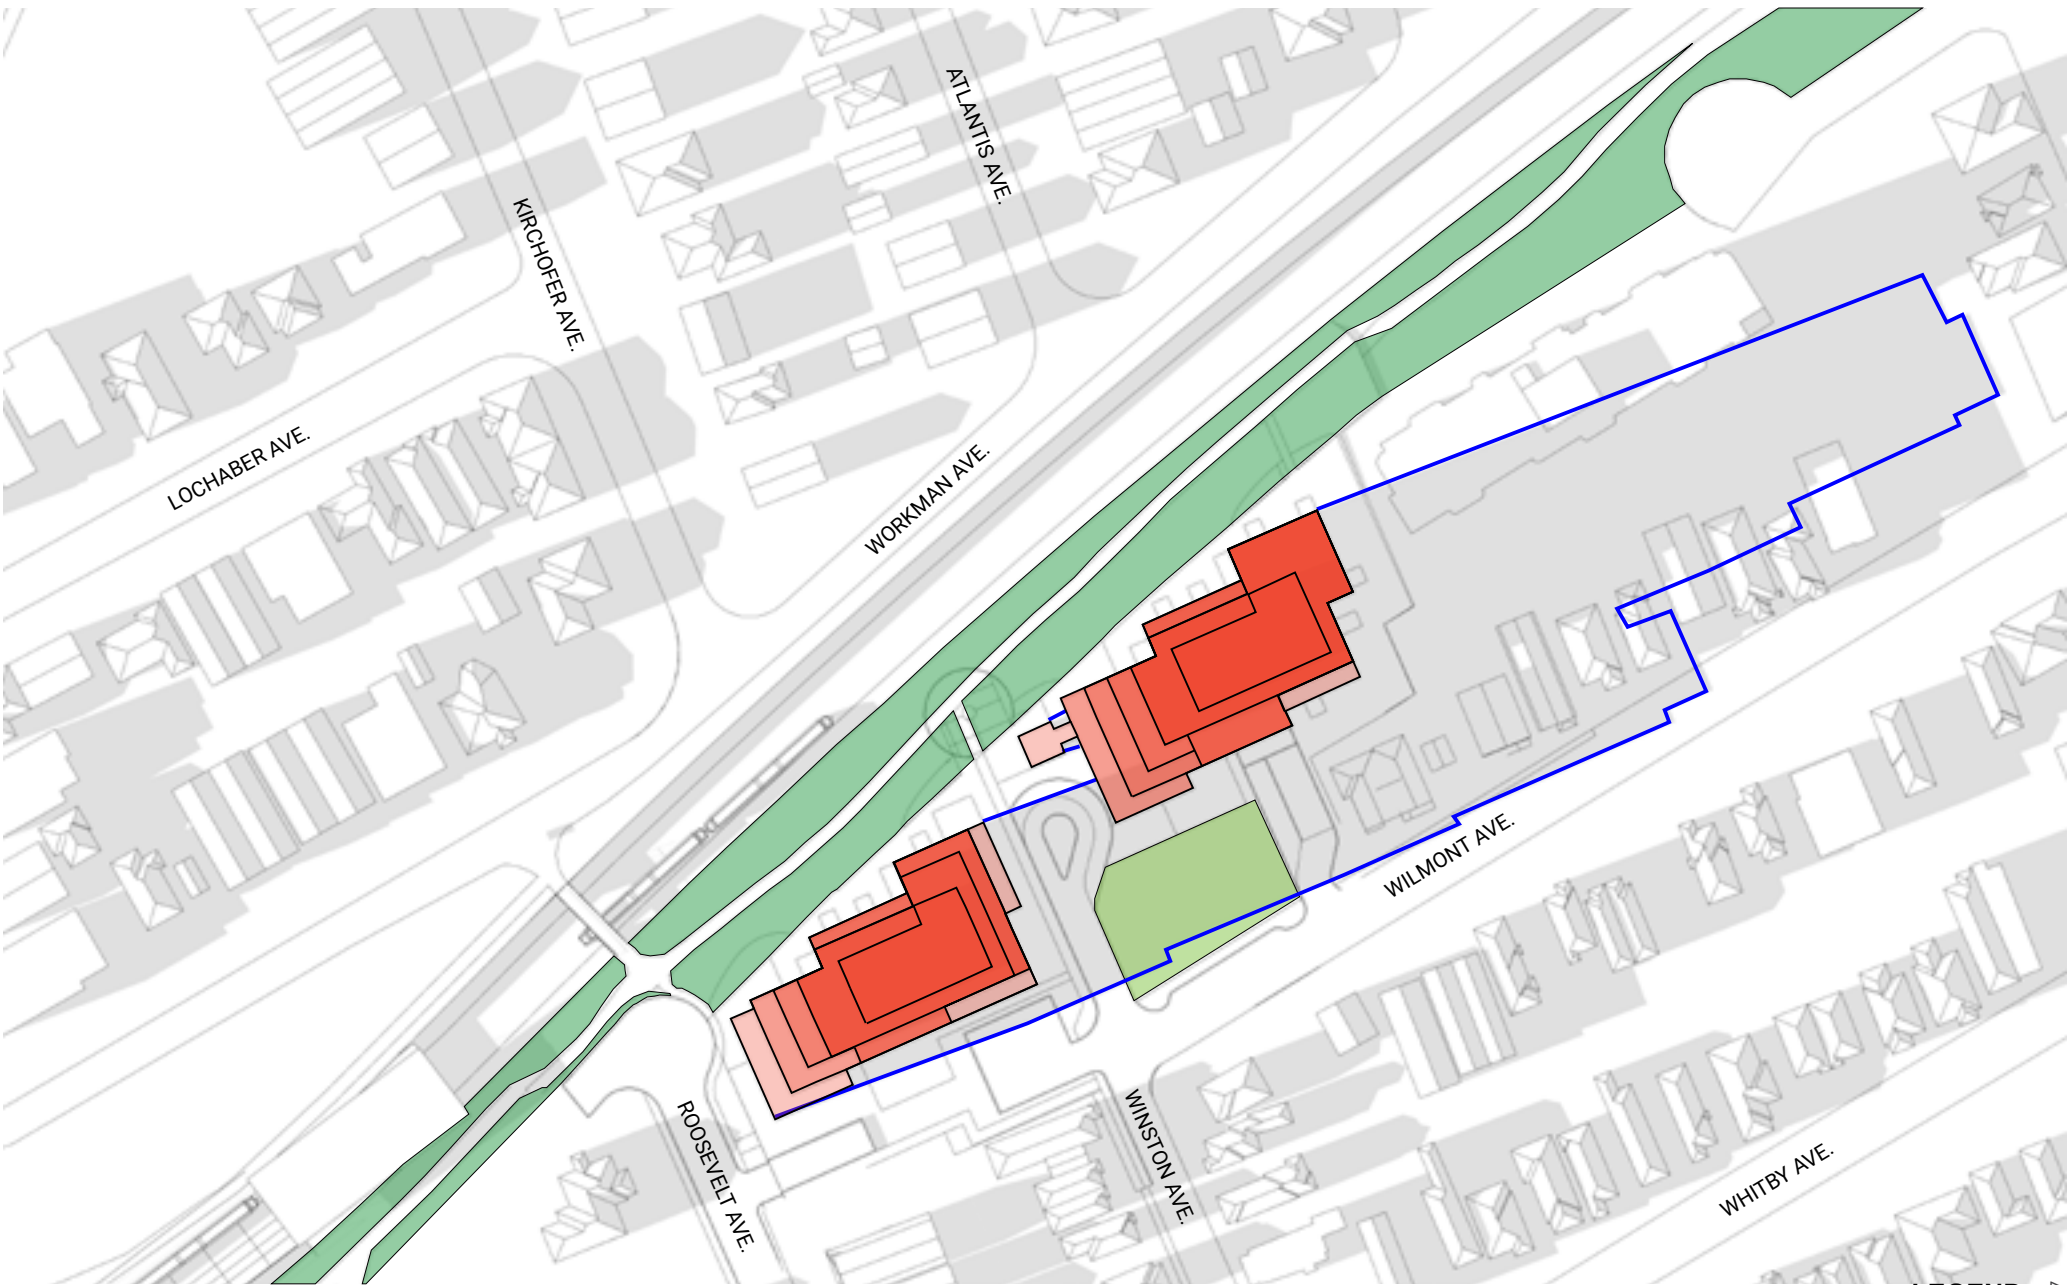 ATLANTIS AVE.
KIRCHOFER AVE.
LOCHABER AVE.
WORKMAN AVE.
WILMONT AVE.
ROOSEVELT AVE.
WINSTON AVE.
WHITBY AVE.